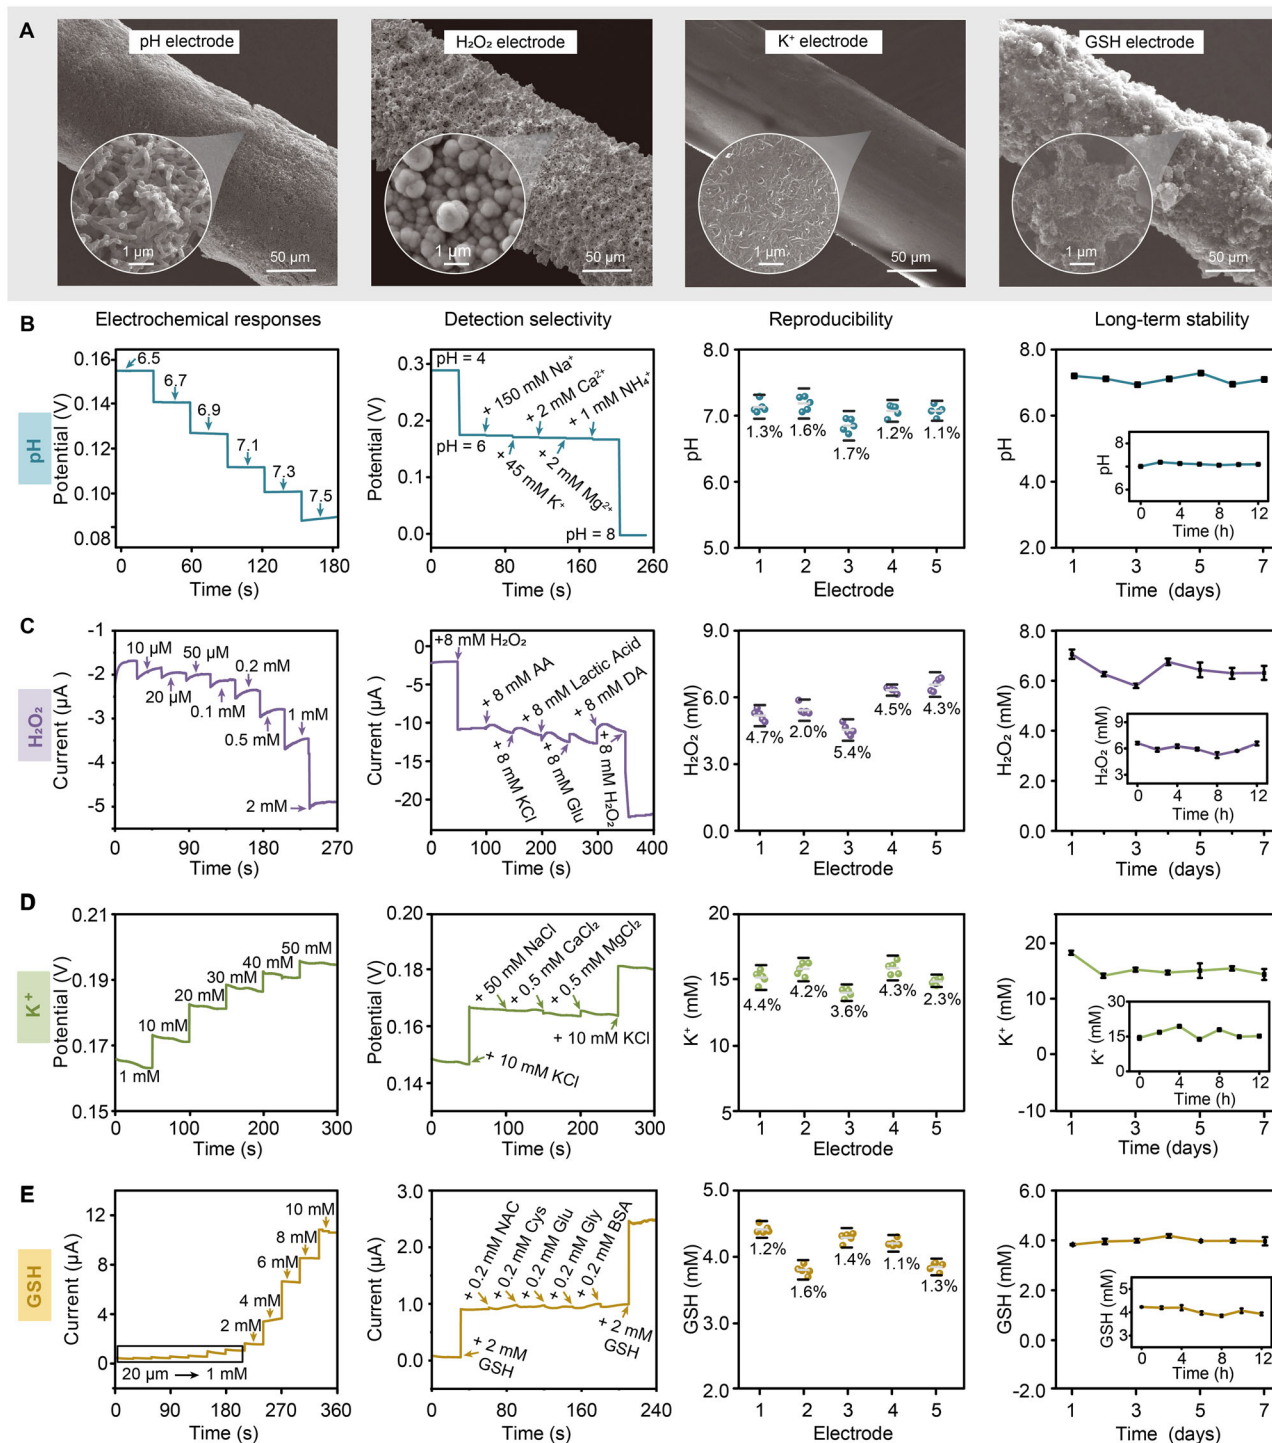 A
pH electrode
H₂O₂ electrode
K⁺ electrode
GSH electrode
1 μm
50 μm
1 μm
50 μm
1 μm
50 μm
1 μm
50 μm
B
Electrochemical responses
Detection selectivity
Reproducibility
Long-term stability
pH
Potential (V)
0.16
0.14
0.12
0.10
0.08
6.5
6.7
6.9
7.1
7.3
7.5
0 60 120 180
Time (s)
Potential (V)
0.3
0.2
0.1
0.0
pH = 4
+ 150 mM Na⁺
+ 2 mM Ca²⁺
+ 1 mM NH₄⁺
pH = 6
+ 45 mM K⁺
+ 2 mM Mg²⁺
pH = 8
0 80 160 260
Time (s)
pH
8.0
7.0
6.0
5.0
1.3%
1.6%
1.7%
1.2%
1.1%
1 2 3 4 5
Electrode
pH
8.0
6.0
4.0
2.0
pH
8
6
0 4 8 12
Time (h)
1 3 5 7
Time (days)
C
H₂O₂
Current (μA )
-1
-2
-3
-4
-5
10 μM
20 μM
50 μM
0.1 mM
0.2 mM
0.5 mM
1 mM
2 mM
0 90 180 270
Time (s)
Current (μA)
0
-5
-10
-15
-20
+8 mM H₂O₂
+ 8 mM AA
+ 8 mM Lactic Acid
+ 8 mM DA
+ 8 mM KCl
+ 8 mM Glu
+ 8 mM H₂O₂
0 100 200 300 400
Time (s)
H₂O₂ (mM)
9.0
6.0
3.0
0.0
4.7%
2.0%
5.4%
4.5%
4.3%
1 2 3 4 5
Electrode
H₂O₂ (mM)
8.0
6.0
4.0
2.0
0.0
H₂O₂ (mM)
9
6
3
0 4 8 12
Time (h)
1 3 5 7
Time (days)
D
K⁺
Potential (V)
0.21
0.19
0.17
0.15
1 mM
10 mM
20 mM
30 mM
40 mM
50 mM
0 100 200 300
Time (s)
Potential (V)
0.20
0.18
0.16
0.14
+ 50 mM NaCl
+ 0.5 mM CaCl₂
+ 0.5 mM MgCl₂
+ 10 mM KCl
+ 10 mM KCl
0 100 200 300
Time (s)
K⁺ (mM)
20
15
10
5
4.4%
4.2%
3.6%
4.3%
2.3%
1 2 3 4 5
Electrode
K⁺ (mM)
20
10
0
-10
K⁺ (mM)
30
15
0
0 4 8 12
Time (h)
1 3 5 7
Time (days)
E
GSH
Current (μA)
12
8
4
0
20 μm → 1 mM
2 mM
4 mM
6 mM
8 mM
10 mM
0 90 180 270 360
Time (s)
Current (μA)
3.0
2.0
1.0
0.0
+ 0.2 mM NAC
+ 0.2 mM Cys
+ 0.2 mM Glu
+ 0.2 mM Gly
+ 0.2 mM BSA
+ 2 mM
GSH
+ 2 mM
GSH
0 80 160 240
Time (s)
GSH (mM)
5.0
4.0
3.0
2.0
1.2%
1.6%
1.4%
1.1%
1.3%
1 2 3 4 5
Electrode
GSH (mM)
6.0
4.0
2.0
0.0
-2.0
GSH (mM)
5
4
3
0 4 8 12
Time (h)
1 3 5 7
Time (days)